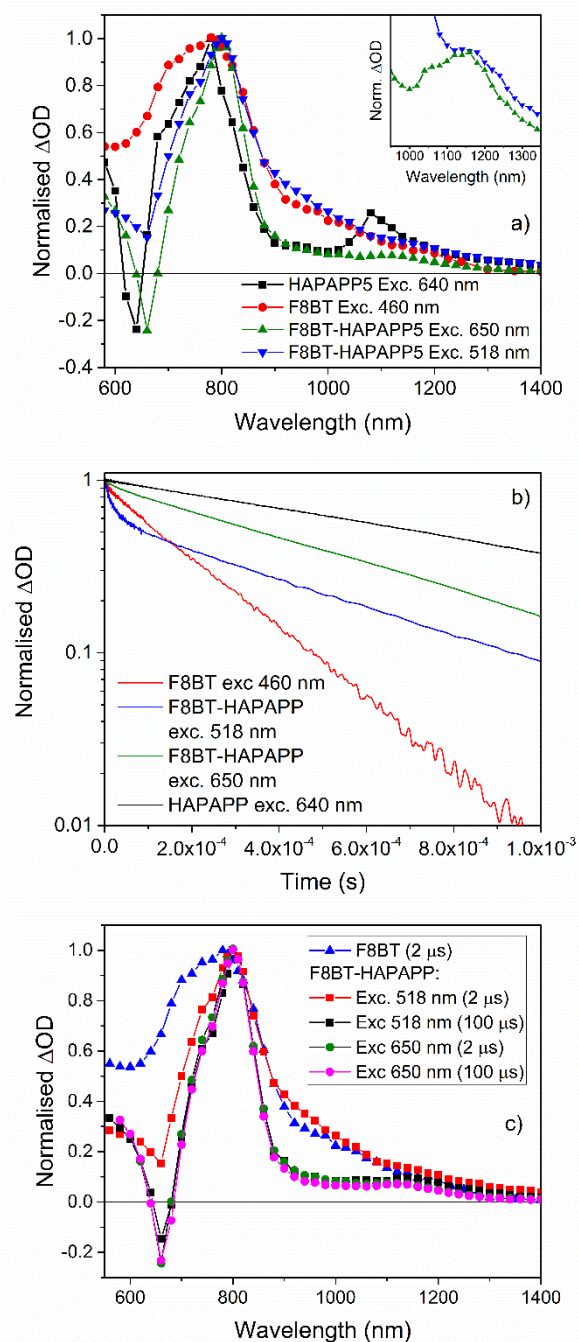 1.0
0.8
0.6
0.4
0.2
0.0
-0.2
-0.4
Normalised ΔOD
600 800 1000 1200 1400
Wavelength (nm)
Norm. ΔOD
1000 1100 1200 1300
Wavelength (nm)
a)
HAPAPP5 Exc. 640 nm
F8BT Exc. 460 nm
F8BT-HAPAPP5 Exc. 650 nm
F8BT-HAPAPP5 Exc. 518 nm
1
0.1
0.01
Normalised ΔOD
b)
F8BT exc 460 nm
F8BT-HAPAPP
exc. 518 nm
F8BT-HAPAPP
exc. 650 nm
HAPAPP exc. 640 nm
0.0 2.0x10⁻⁴ 4.0x10⁻⁴ 6.0x10⁻⁴ 8.0x10⁻⁴ 1.0x10⁻³
Time (s)
1.0
0.8
0.6
0.4
0.2
0.0
-0.2
Normalised ΔOD
F8BT (2 μs)
F8BT-HAPAPP:
Exc. 518 nm (2 μs)
Exc 518 nm (100 μs)
Exc 650 nm (2 μs)
Exc 650 nm (100 μs)
c)
600 800 1000 1200 1400
Wavelength (nm)